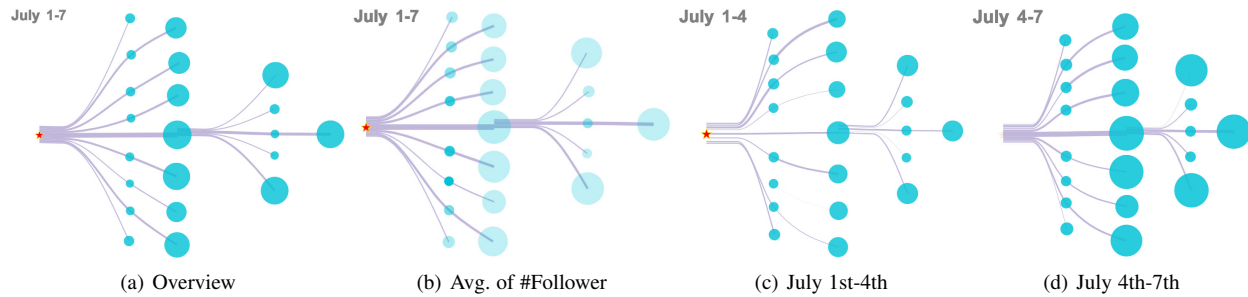 July 1-7
July 1-7
July 1-4
July 4-7
(a) Overview
(b) Avg. of #Follower
(c) July 1st-4th
(d) July 4th-7th